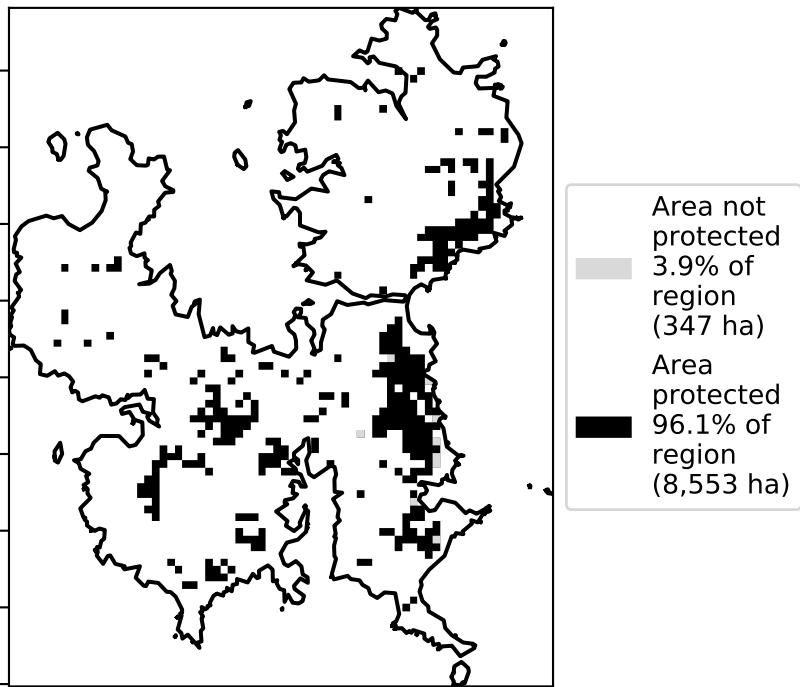 Area not
protected
3.9% of
region
(347 ha)
Area
protected
96.1% of
region
(8,553 ha)